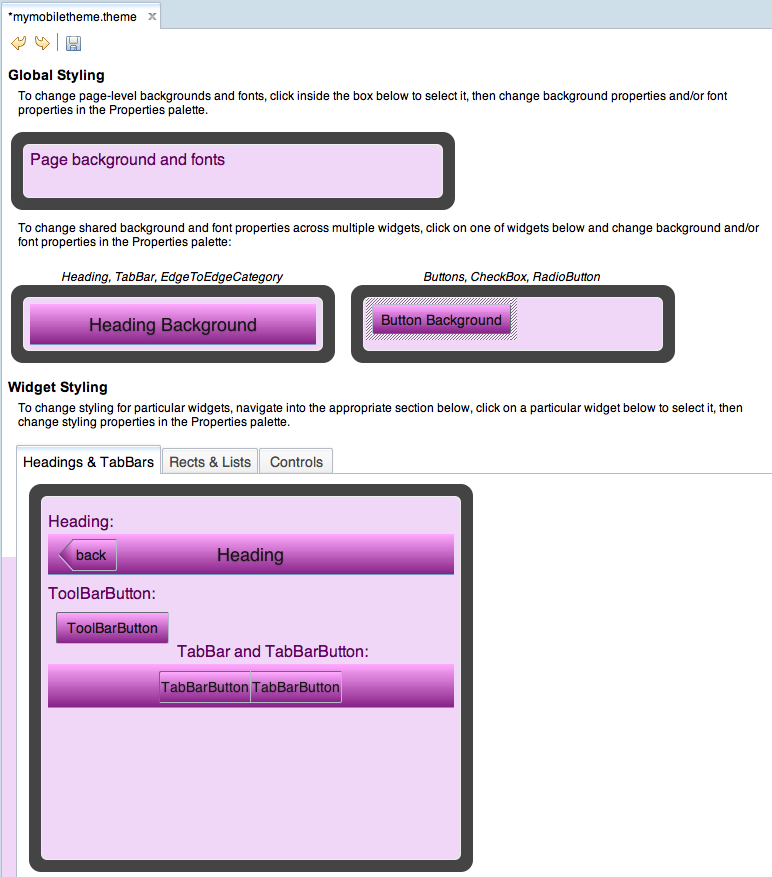 *mymobiletheme.theme
Global Styling
To change page-level backgrounds and fonts, click inside the box below to select it, then change background properties and/or font
properties in the Properties palette.
Page background and fonts
To change shared background and font properties across multiple widgets, click on one of widgets below and change background and/or
font properties in the Properties palette:
Heading, TabBar, EdgeToEdgeCategory
Buttons, CheckBox, RadioButton
Heading Background
Button Background
Widget Styling
To change styling for particular widgets, navigate into the appropriate section below, click on a particular widget below to select it, then
change styling properties in the Properties palette.
Headings & TabBars
Rects & Lists
Controls
Heading:
back
Heading
ToolBarButton:
ToolBarButton
TabBar and TabBarButton:
TabBarButton
TabBarButton